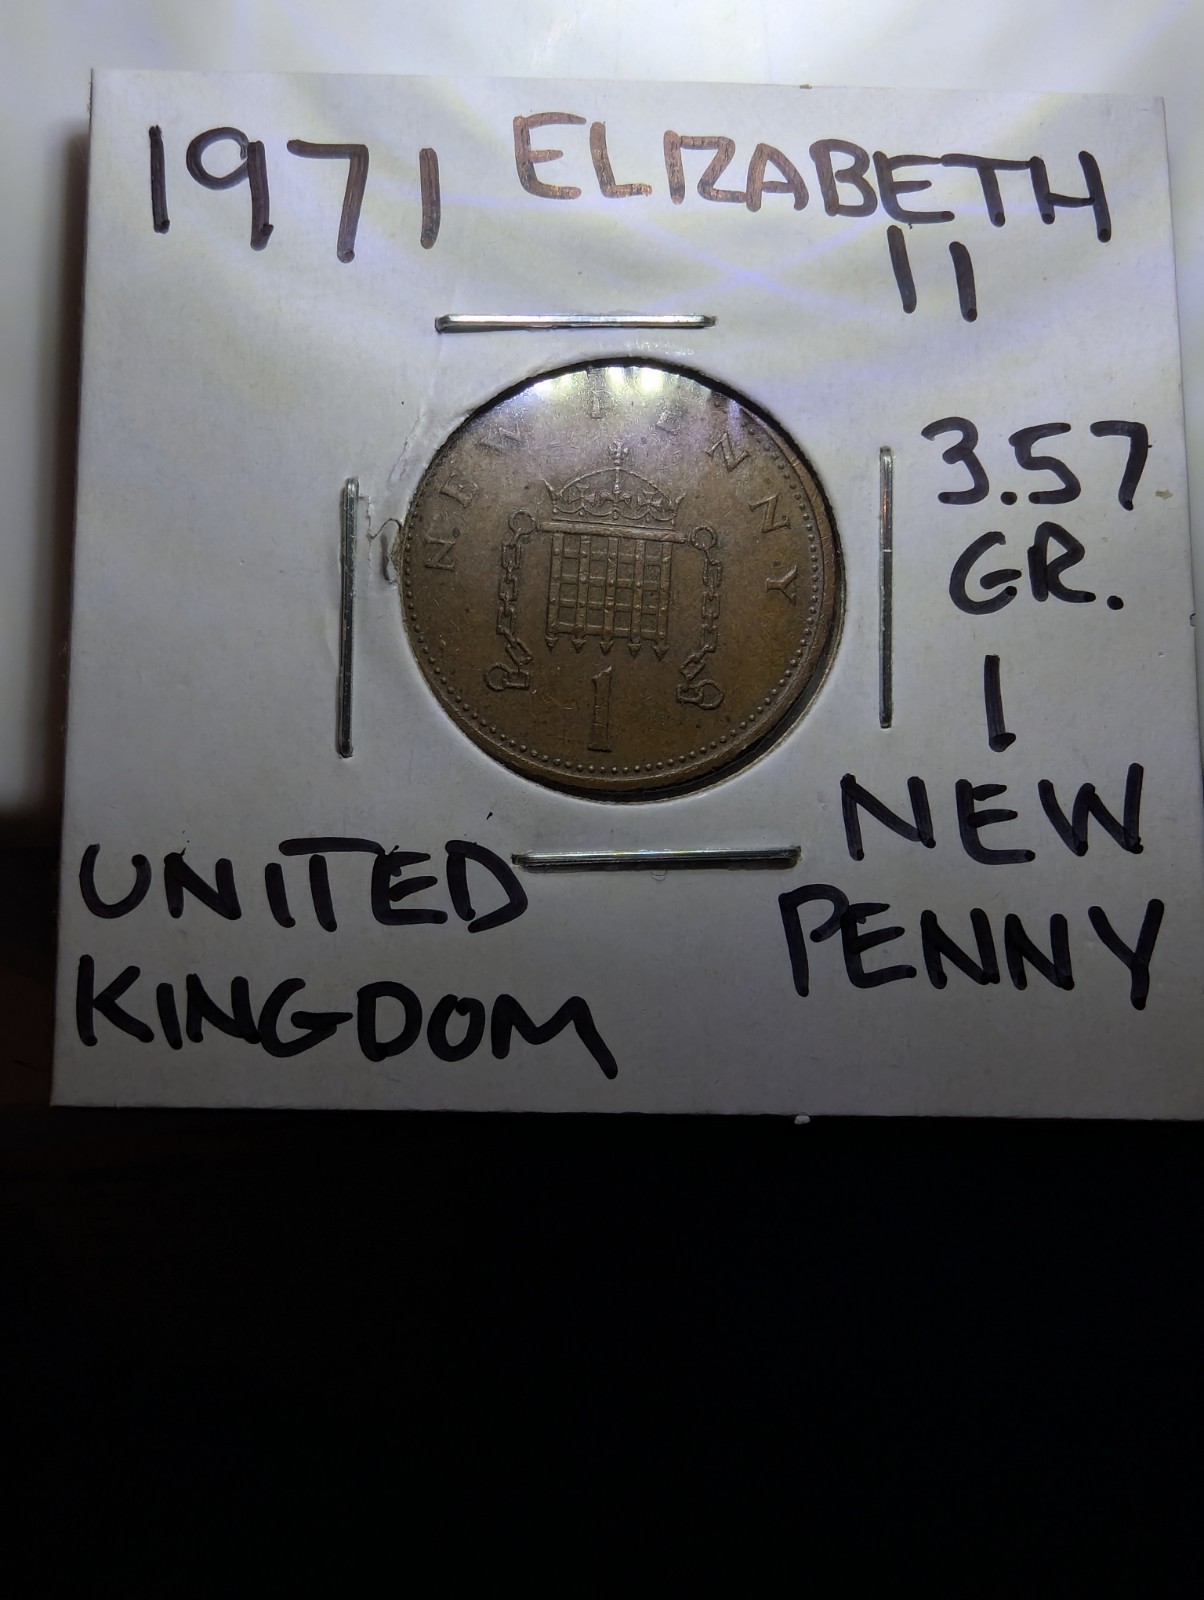 1971 ELIZABETH
II
3.57
GR.
1
NEW
PENNY
UNITED
KINGDOM
NEW PENNY
1